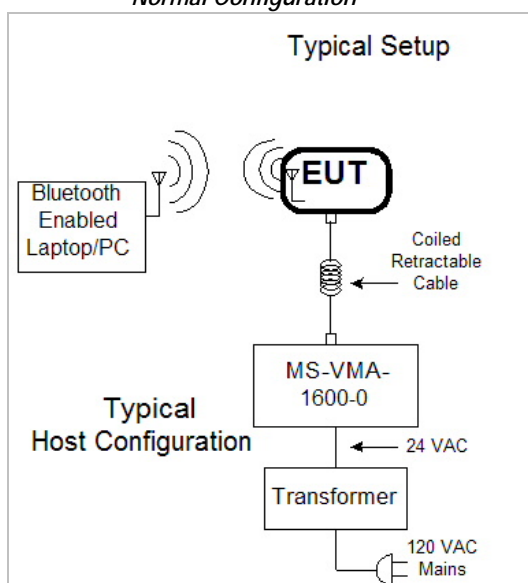 Normal Configuration
Typical Setup
EUT
Bluetooth
Enabled
Laptop/PC
Coiled
Retractable
Cable
MS-VMA-
1600-0
Typical
Host Configuration
24 VAC
Transformer
120 VAC
Mains